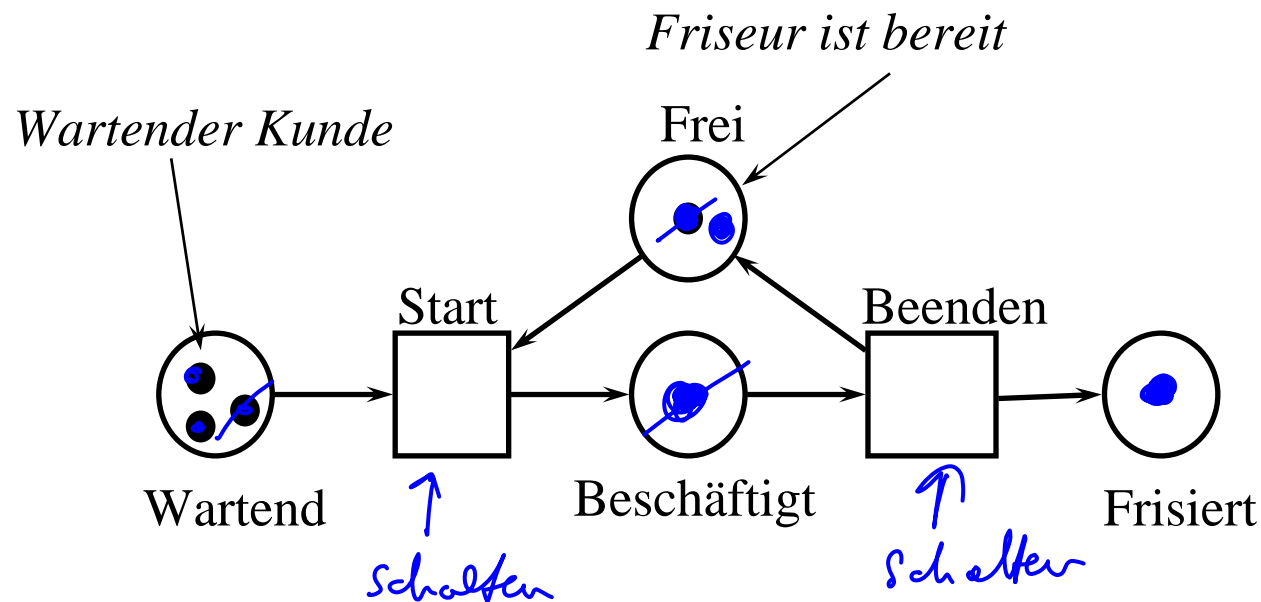 Friseur ist bereit
Wartender Kunde
Frei
Start
Beenden
Wartend
Beschäftigt
Frisiert
schalten
schalten